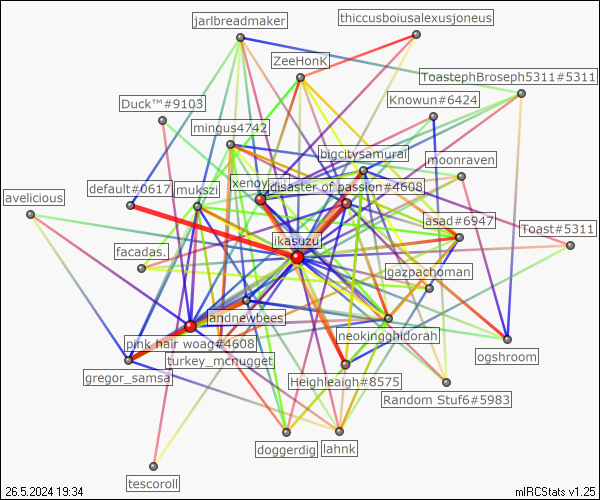 jarlbreadmaker
thiccusboiusalexusjoneus
ZeeHonk
ToastephBroseph5311#5311
Duck™#9103
Knowun#6424
mingus4742
bigcitysamurai
moonraven
default#0617
mukszi
xenoy
disaster of passion#4608
avelicious
asad#6947
Toast#5311
ikasuzu
facadas.
gazpachoman
andnewbees
neokingghidorah
pink hair woag#4608
turkey_mcnugget
ogshroom
gregor_samsa
Heighleigh#8575
Random Stuf6#5983
doggerdig
lahnk
tescoroll
26.5.2024 19:34
mIRCStats v1.25